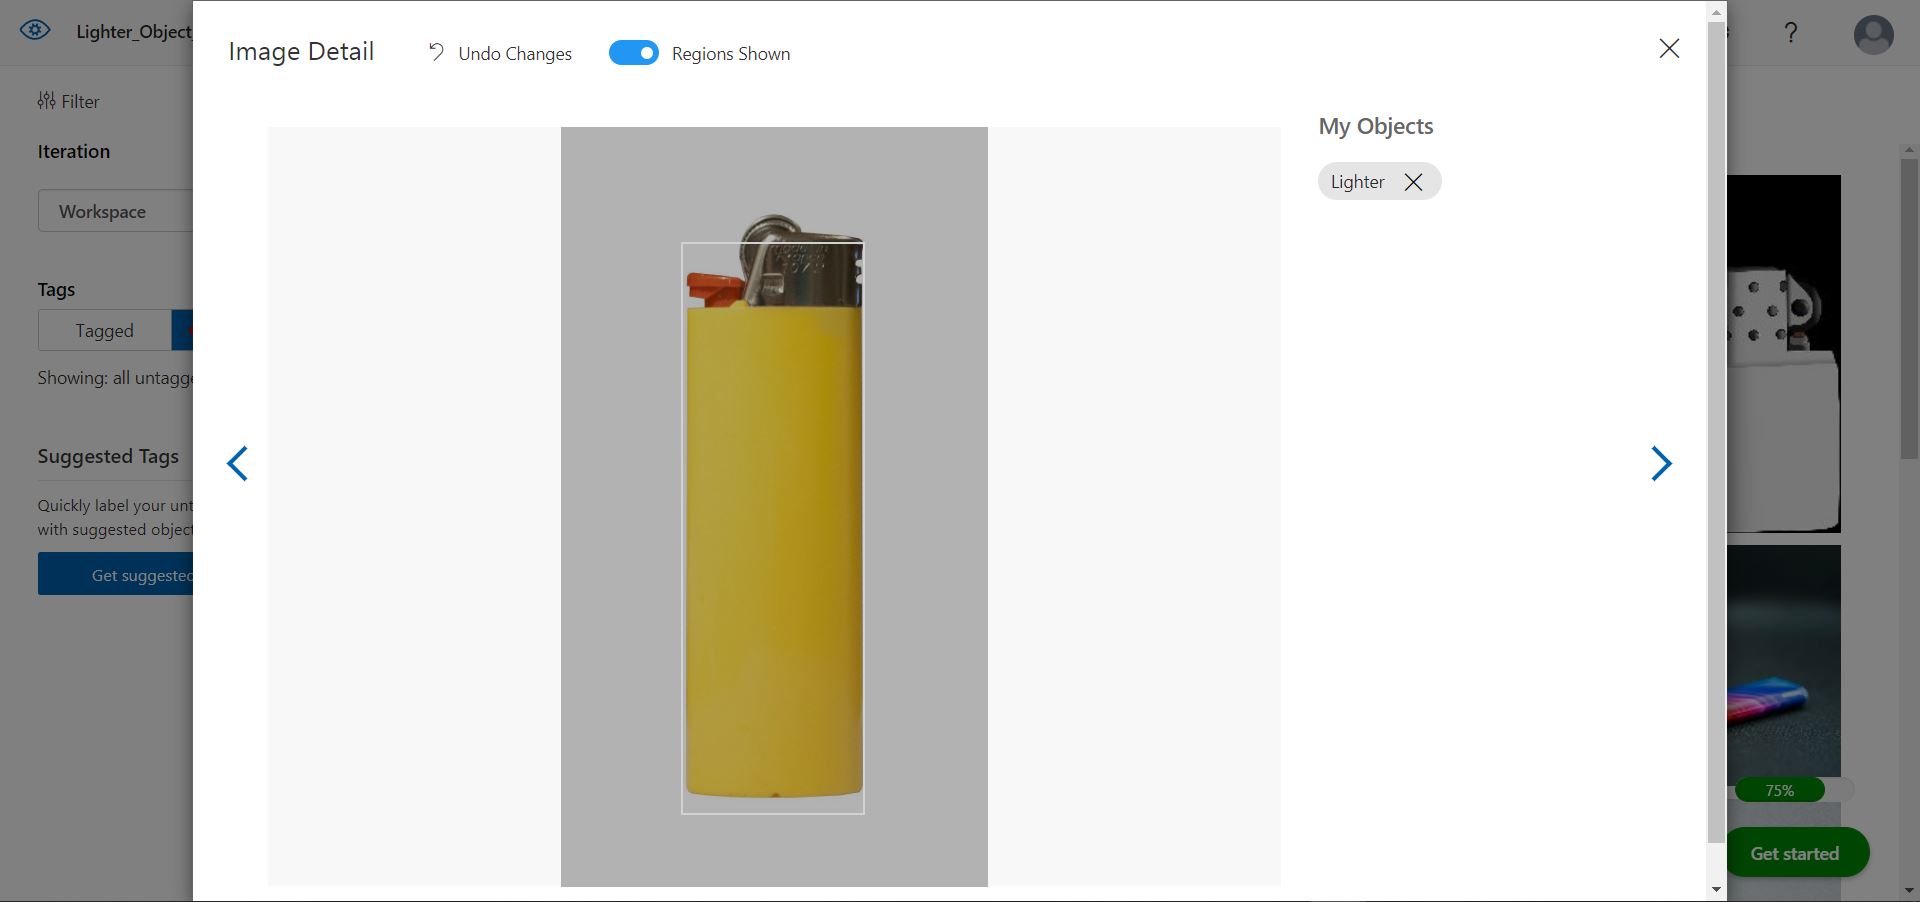 Lighter_Object
Image Detail
Undo Changes
Regions Shown
?
Filter
Iteration
Workspace
Tags
Tagged
Showing: all untagge
Suggested Tags
Quickly label your unt
with suggested object
Get suggested
My Objects
Lighter
75%
Get started